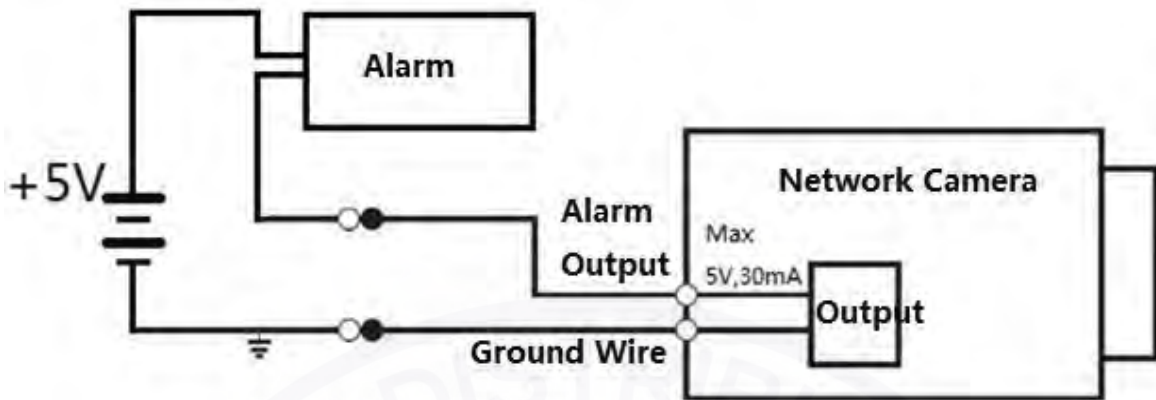 Alarm
+5V
Network Camera
Alarm
Output
Max
5V,30mA
Output
Ground Wire